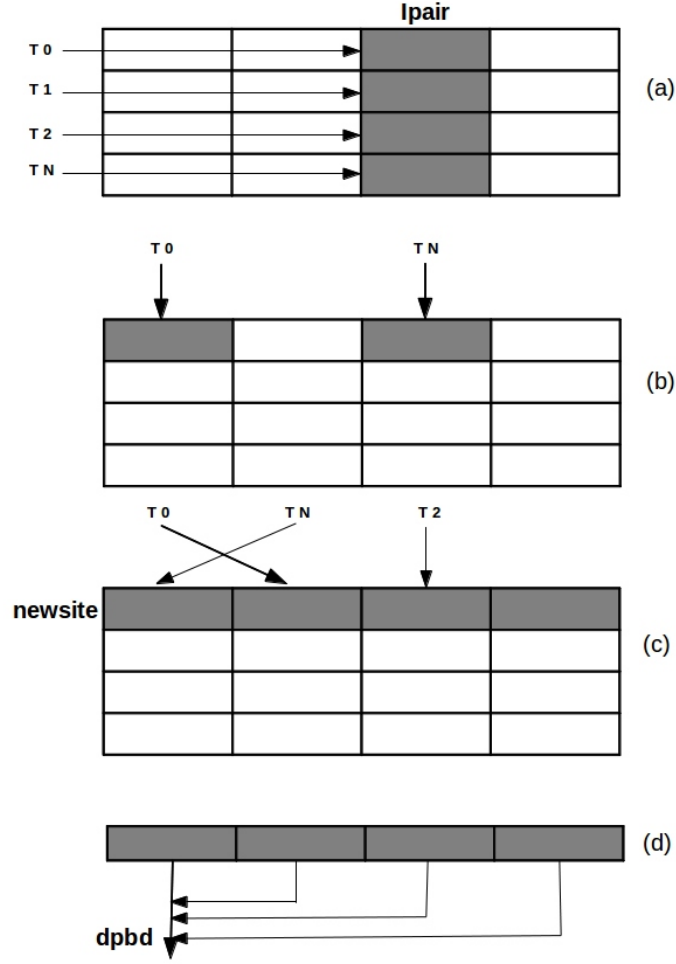 Ipair
T 0
T 1
(a)
T 2
T N
T 0 T N
(b)
T 0 T N T 2
newsite
(c)
(d)
dpbd